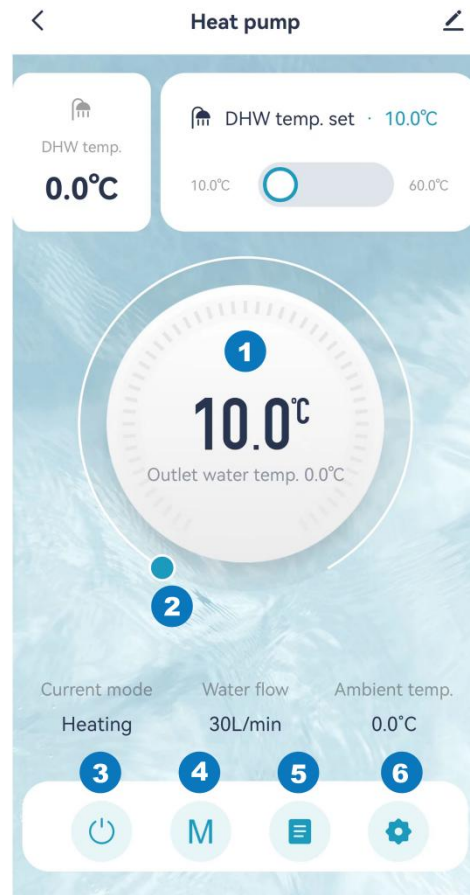 Heat pump
DHW temp.
0.0°C
DHW temp. set · 10.0°C
10.0°C
60.0°C
1
10.0°C
Outlet water temp. 0.0°C
2
Current mode
Water flow
Ambient temp.
Heating
30L/min
0.0°C
3
4
5
6
M